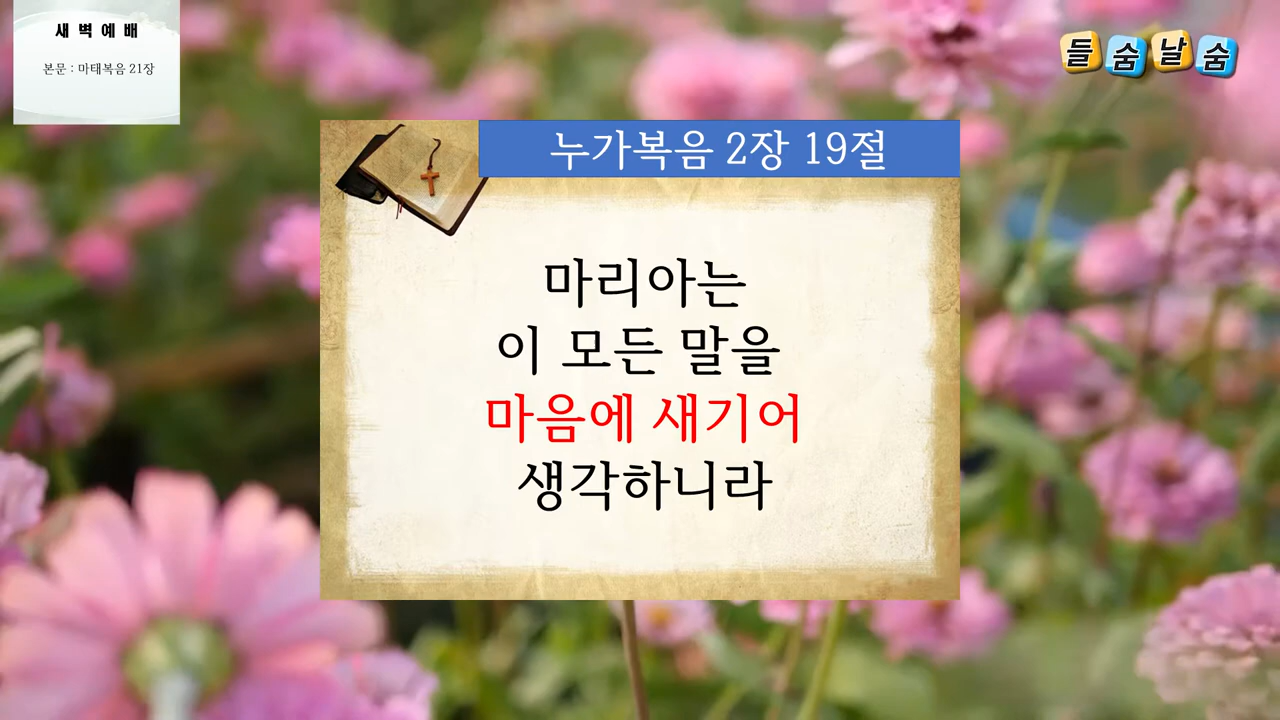 새 벽 예 배
본문 : 마태복음 21장
들숨날숨
누가복음 2장 19절
마리아는
이 모든 말을
마음에 새기어
생각하니라